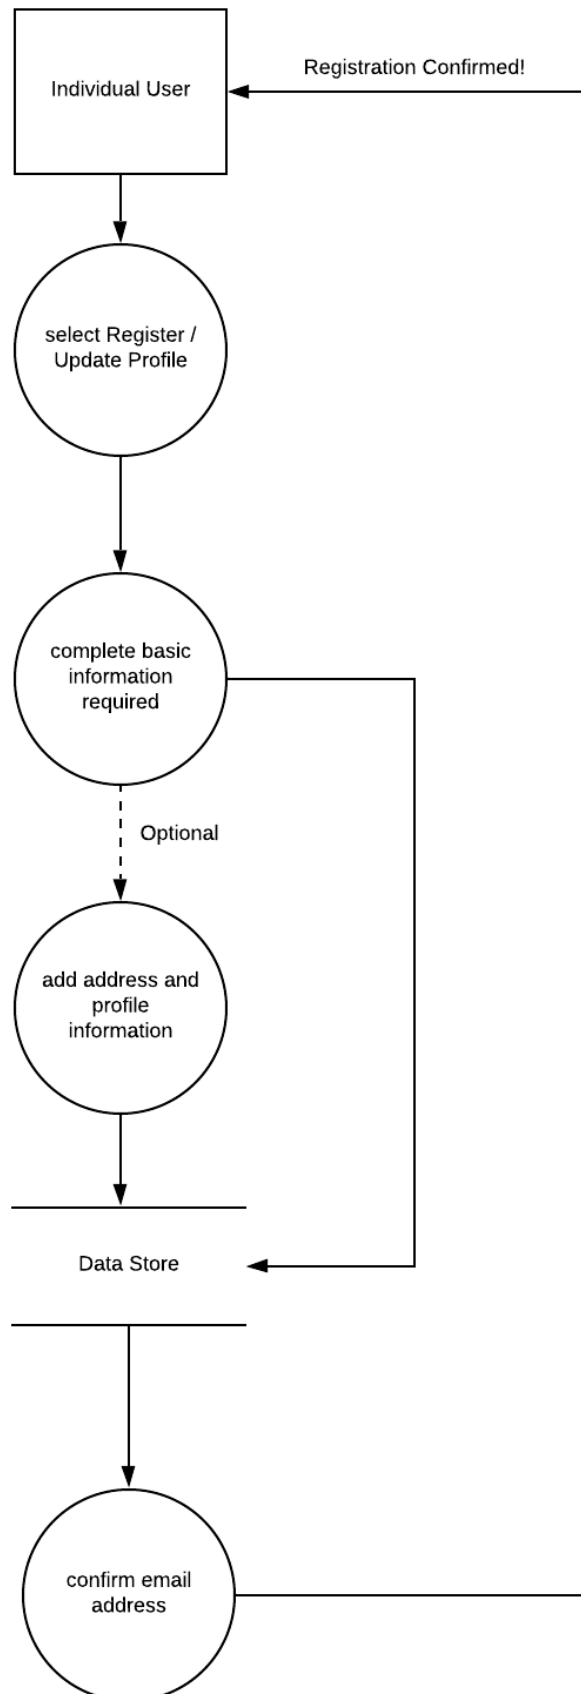 Registration Confirmed!
Individual User
select Register /
Update Profile
complete basic
information
required
Optional
add address and
profile
information
Data Store
confirm email
address